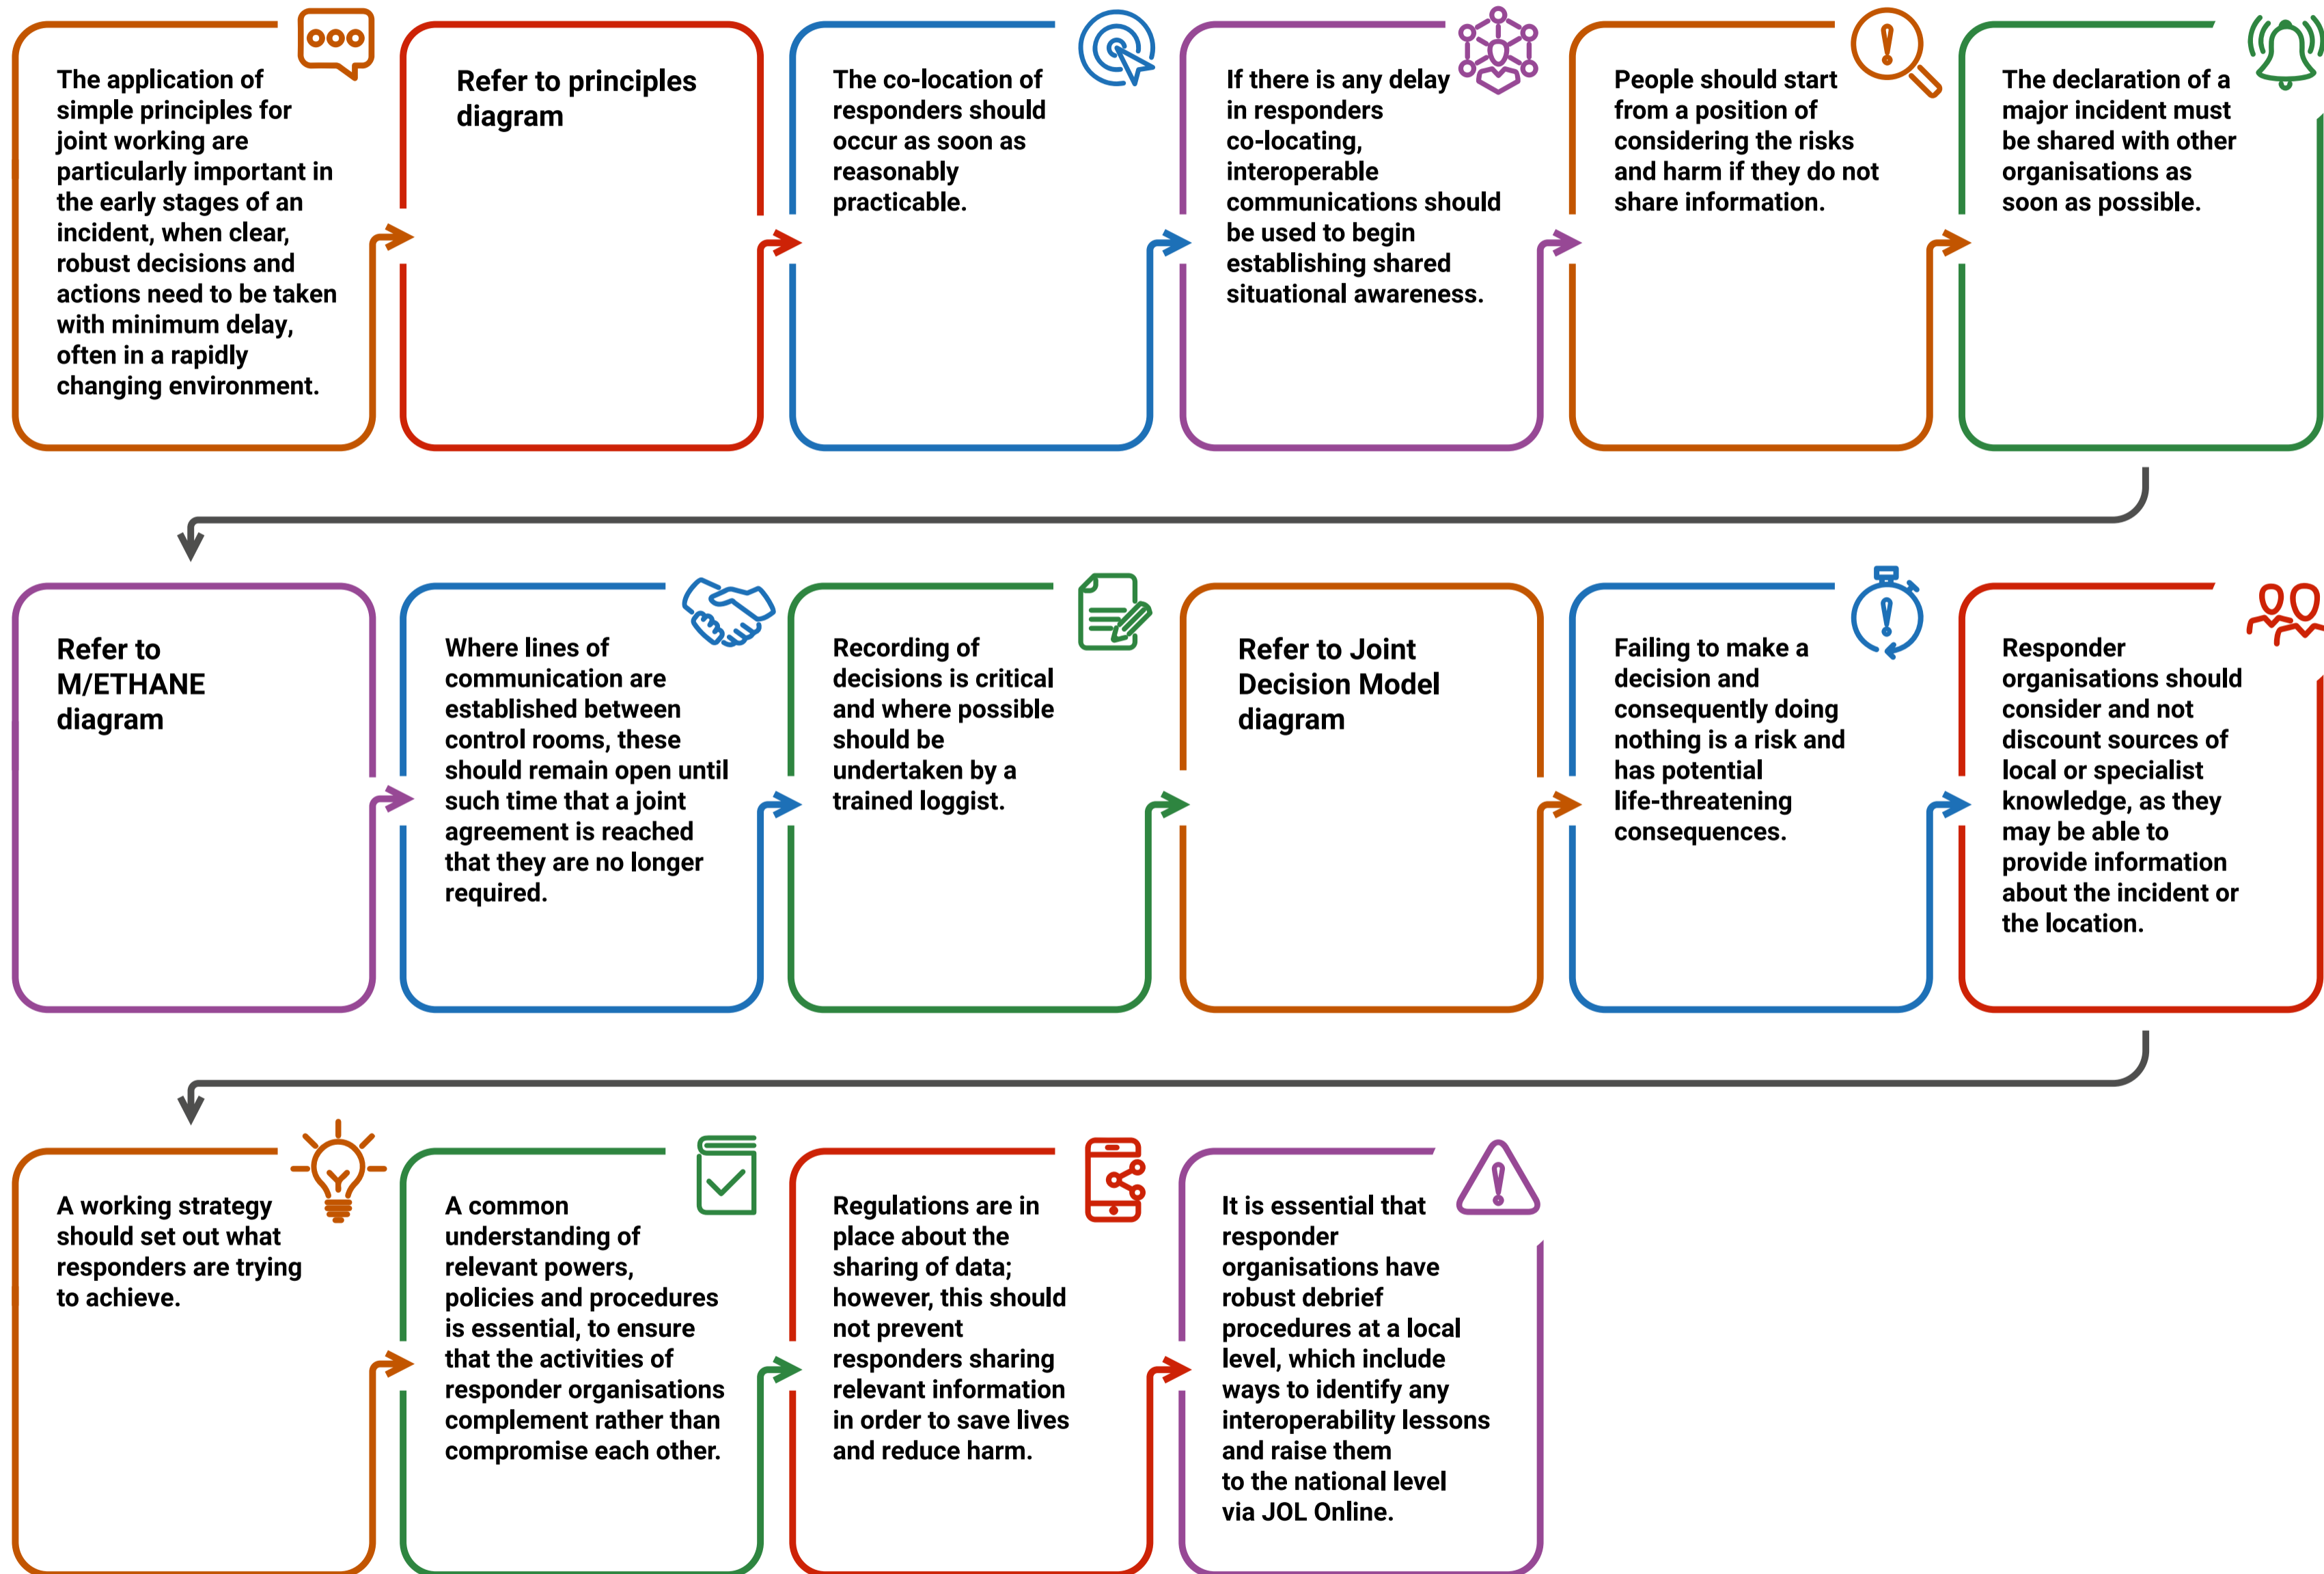 The application of
simple principles for
joint working are
particularly important in
the early stages of an
incident, when clear,
robust decisions and
actions need to be taken
with minimum delay,
often in a rapidly
changing environment.
Refer to principles
diagram
The co-location of
responders should
occur as soon as
reasonably
practicable.
If there is any delay
in responders
co-locating,
interoperable
communications should
be used to begin
establishing shared
situational awareness.
People should start
from a position of
considering the risks
and harm if they do not
share information.
The declaration of a
major incident must
be shared with other
organisations as
soon as possible.
Refer to
M/ETHANE
diagram
Where lines of
communication are
established between
control rooms, these
should remain open until
such time that a joint
agreement is reached
that they are no longer
required.
Recording of
decisions is critical
and where possible
should be
undertaken by a
trained loggist.
Refer to Joint
Decision Model
diagram
Failing to make a
decision and
consequently doing
nothing is a risk and
has potential
life-threatening
consequences.
Responder
organisations should
consider and not
discount sources of
local or specialist
knowledge, as they
may be able to
provide information
about the incident or
the location.
A working strategy
should set out what
responders are trying
to achieve.
A common
understanding of
relevant powers,
policies and procedures
is essential, to ensure
that the activities of
responder organisations
complement rather than
compromise each other.
Regulations are in
place about the
sharing of data;
however, this should
not prevent
responders sharing
relevant information
in order to save lives
and reduce harm.
It is essential that
responder
organisations have
robust debrief
procedures at a local
level, which include
ways to identify any
interoperability lessons
and raise them
to the national level
via JOL Online.